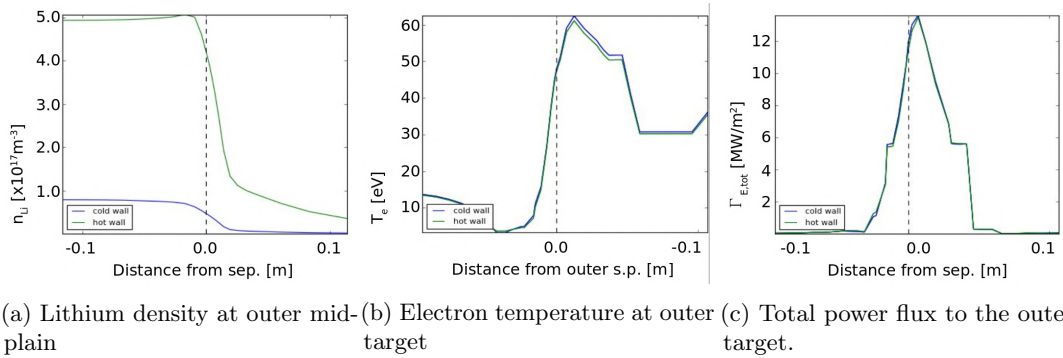 5.0
4.0
3.0
2.0
1.0
n_Li [x10^17 m^-3]
cold wall
hot wall
-0.1
0.0
0.1
Distance from sep. [m]
60
50
40
30
20
10
T_e [eV]
cold wall
hot wall
0.0
-0.1
Distance from outer s.p. [m]
12
10
8
6
4
2
Γ_E,tot [MW/m²]
cold wall
hot wall
-0.1
0.0
0.1
Distance from sep. [m]
(a) Lithium density at outer mid-
plain
(b) Electron temperature at outer
target
(c) Total power flux to the oute
target.